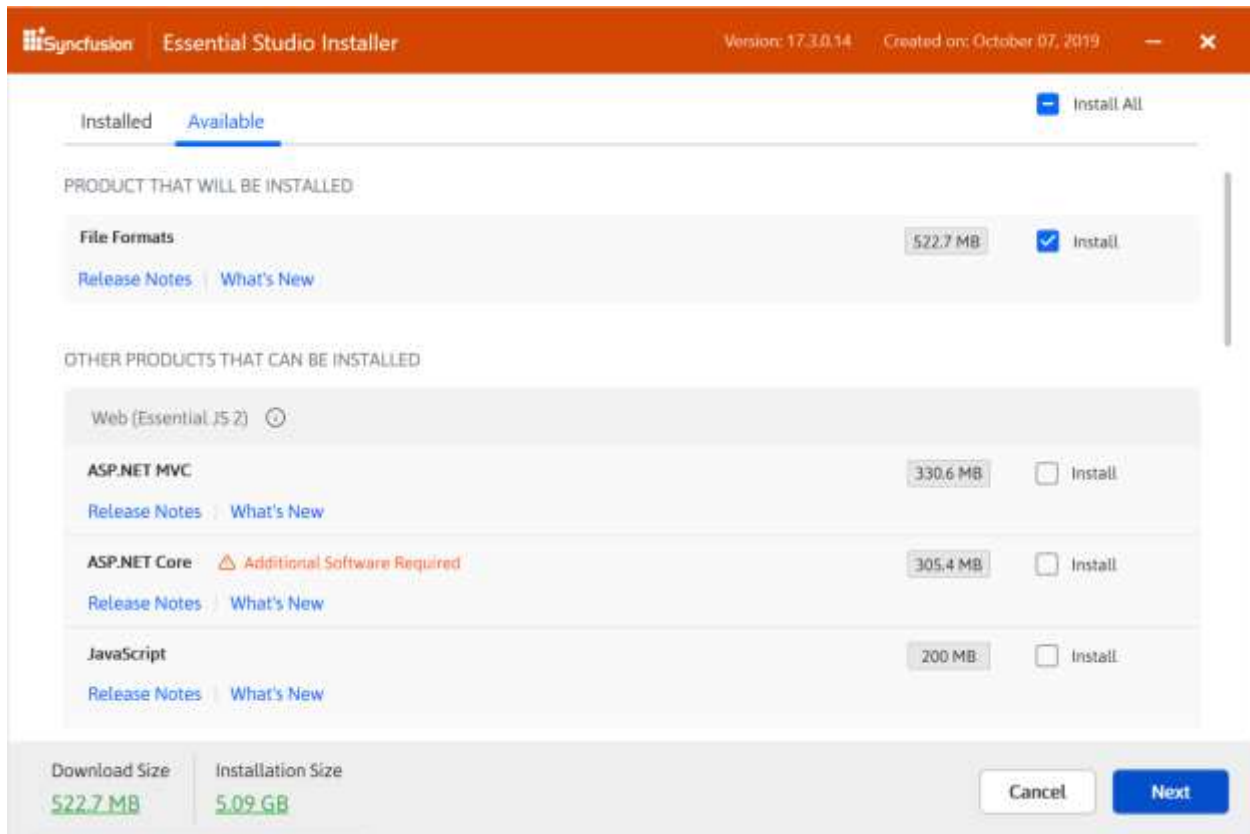 Syncfusion Essential Studio Installer Version: 17.3.0.14 Created on: October 07, 2019
Install All
Installed Available
PRODUCT THAT WILL BE INSTALLED
File Formats 522.7 MB Install
Release Notes What's New
OTHER PRODUCTS THAT CAN BE INSTALLED
Web (Essential JS 2)
ASP.NET MVC 330.6 MB Install
Release Notes What's New
ASP.NET Core Additional Software Required 305.4 MB Install
Release Notes What's New
JavaScript 200 MB Install
Release Notes What's New
Download Size Installation Size
522.7 MB 5.09 GB
Cancel Next